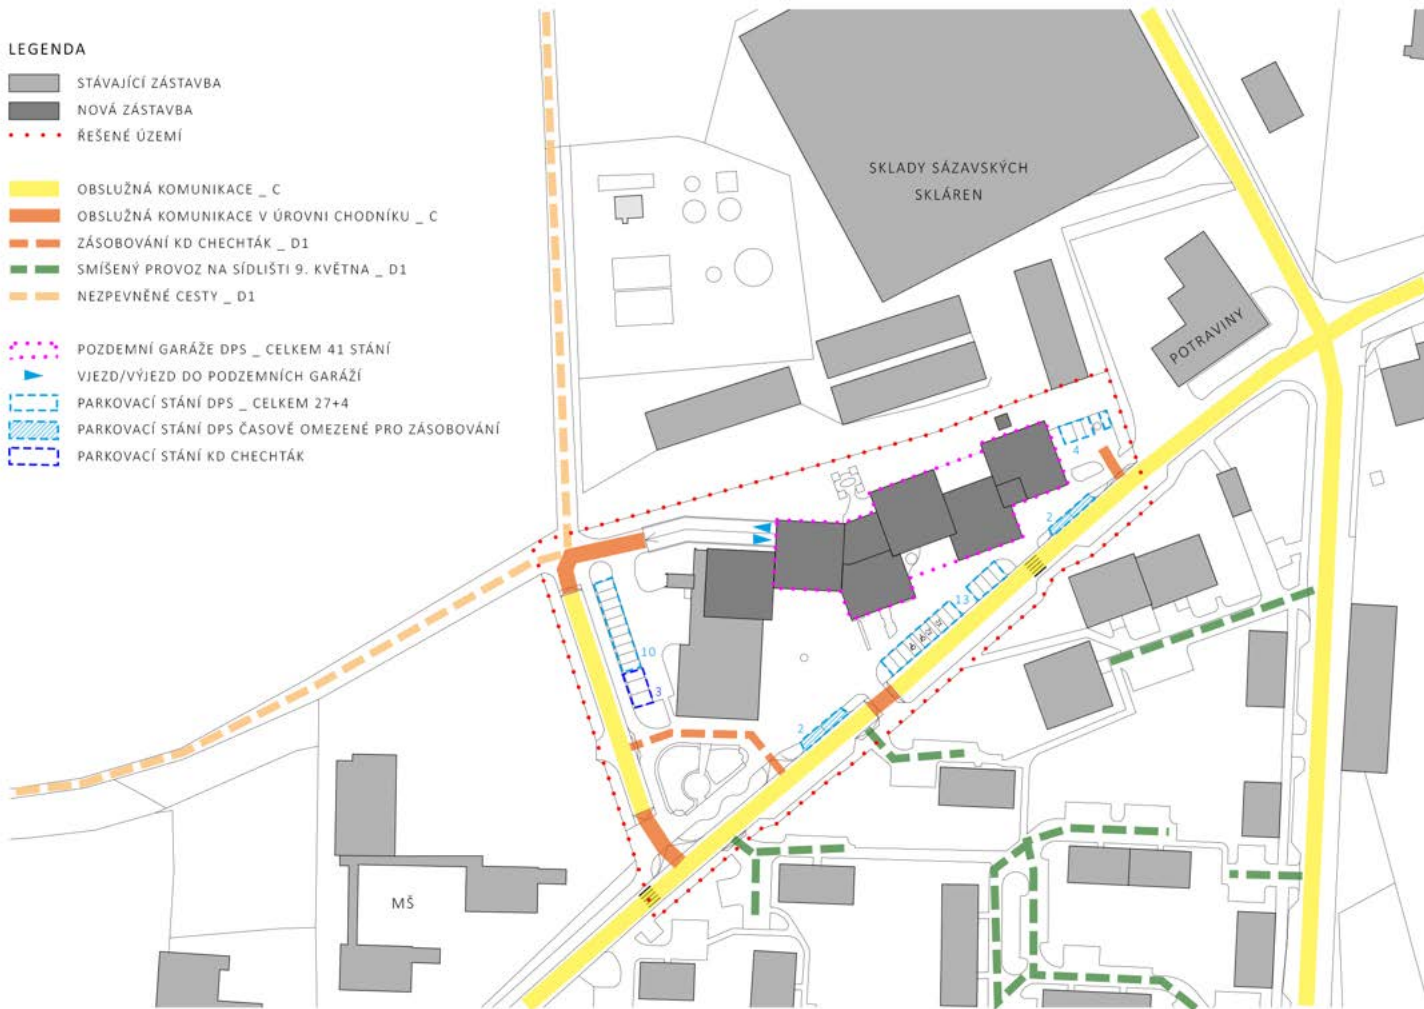 LEGENDA
STÁVAJÍCÍ ZÁSTAVBA
NOVÁ ZÁSTAVBA
ŘEŠENÉ ÚZEMÍ
OBSLUŽNÁ KOMUNIKACE _ C
OBSLUŽNÁ KOMUNIKACE V ÚROVNI CHODNÍKU _ C
ZÁSOBOVÁNÍ KD CHECHTÁK _ D1
SMÍŠENÝ PROVOZ NA SÍDLIŠTI 9. KVĚTNA _ D1
NEZPEVNĚNÉ CESTY _ D1
POZDEMNÍ GARÁŽE DPS _ CELKEM 41 STÁNÍ
VJEZD/VÝJEZD DO PODZEMNÍCH GARÁŽÍ
PARKOVACÍ STÁNÍ DPS _ CELKEM 27+4
PARKOVACÍ STÁNÍ DPS ČASOVĚ OMEZENÉ PRO ZÁSOBOVÁNÍ
PARKOVACÍ STÁNÍ KD CHECHTÁK
SKLADY SÁZAVSKÝCH
SKLÁREN
POTRAVINY
4
2
13
10
3
2
MŠ